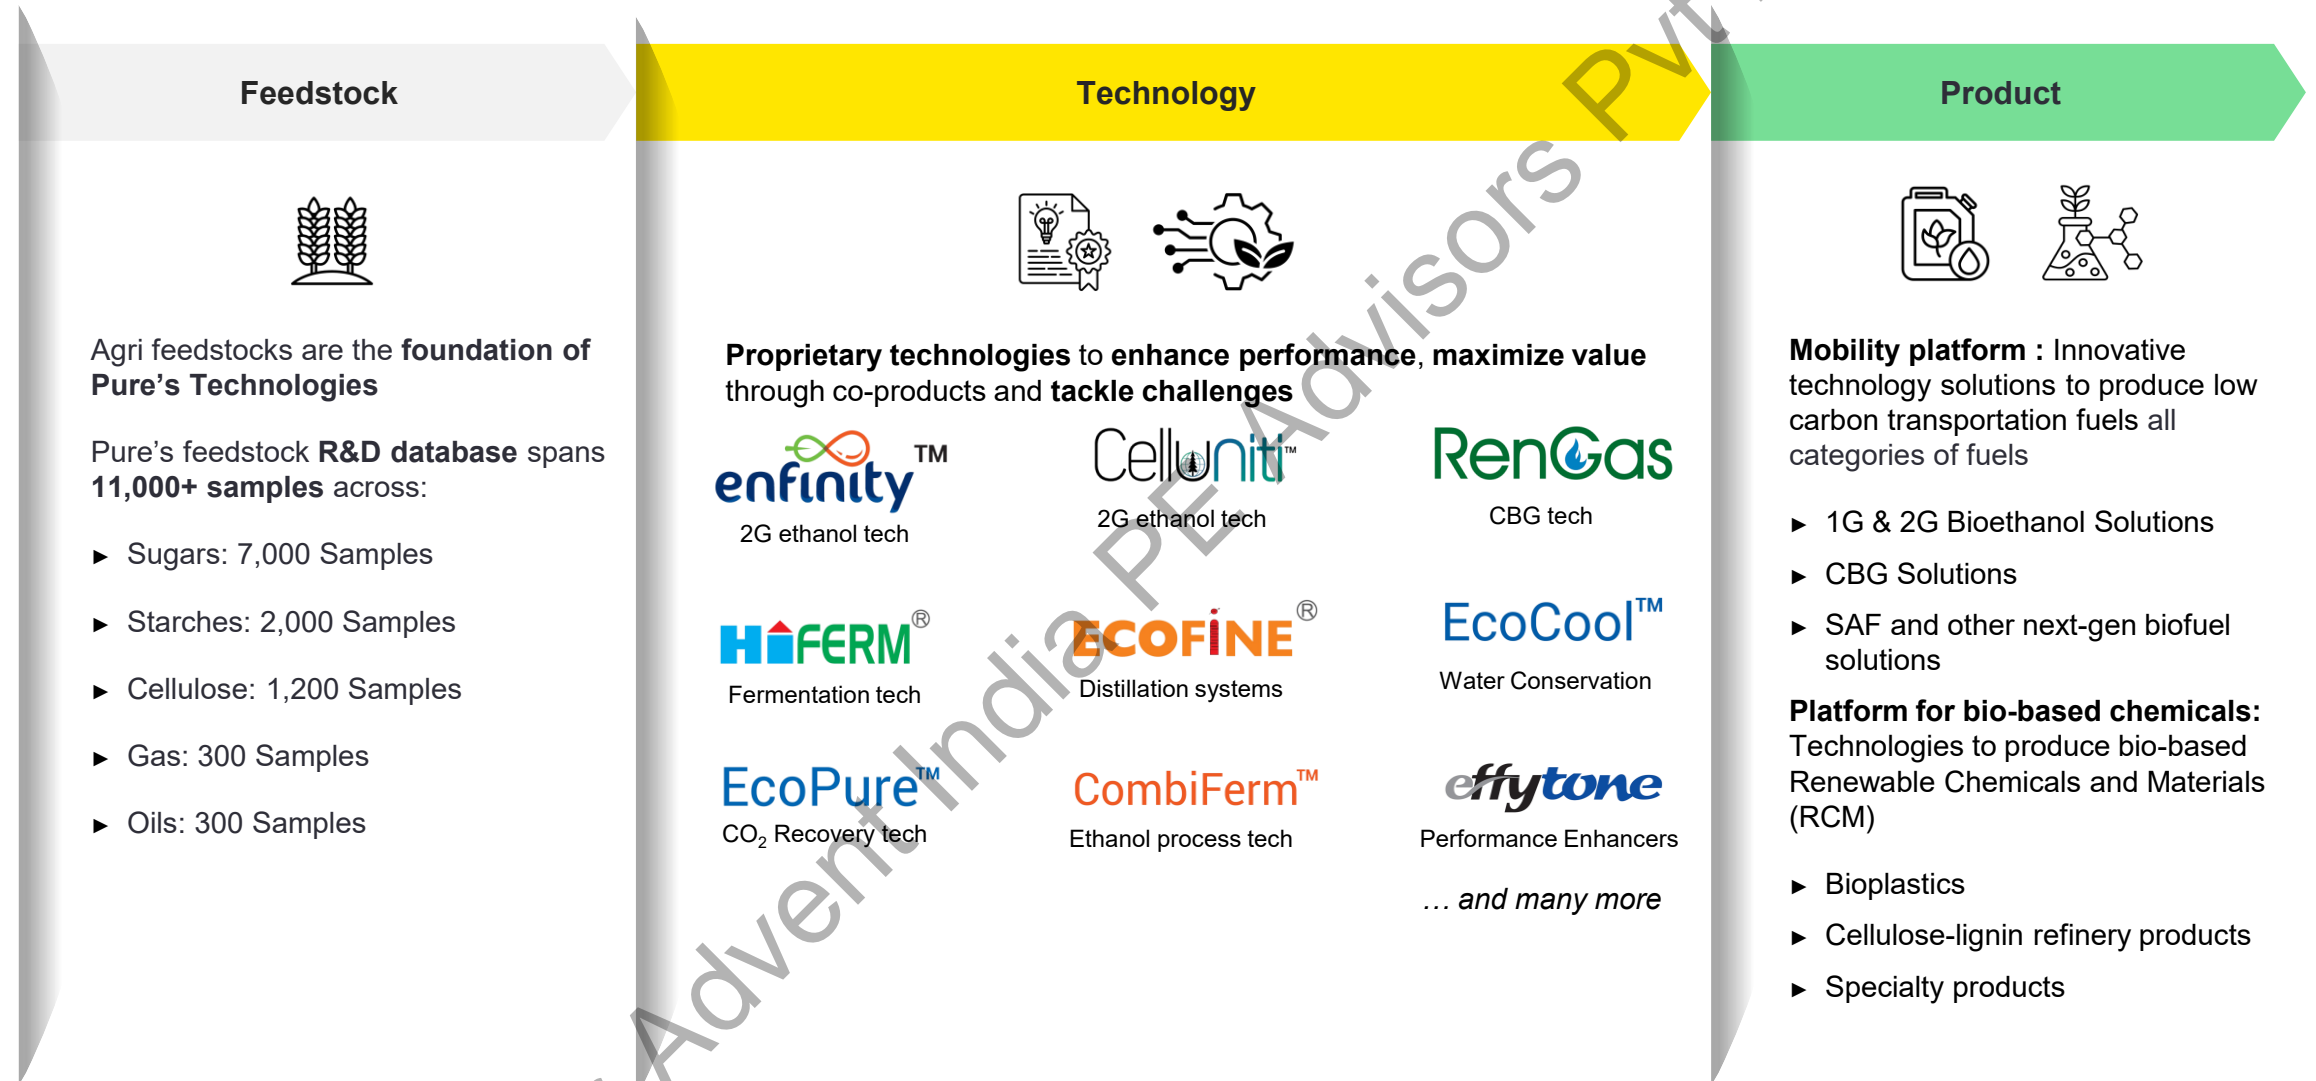 Feedstock
Agri feedstocks are the foundation of
Pure's Technologies
Pure's feedstock R&D database spans
11,000+ samples across:
► Sugars: 7,000 Samples
► Starches: 2,000 Samples
► Cellulose: 1,200 Samples
► Gas: 300 Samples
► Oils: 300 Samples
Technology
Proprietary technologies to enhance performance, maximize value
through co-products and tackle challenges
enfinity™
2G ethanol tech
Celluniti™
2G ethanol tech
RenGas
CBG tech
HiFERM®
Fermentation tech
ECOFINE®
Distillation systems
EcoCool™
Water Conservation
EcoPure™
CO₂ Recovery tech
CombiFerm™
Ethanol process tech
effytone
Performance Enhancers
… and many more
Product
Mobility platform : Innovative
technology solutions to produce low
carbon transportation fuels all
categories of fuels
► 1G & 2G Bioethanol Solutions
► CBG Solutions
► SAF and other next-gen biofuel
solutions
Platform for bio-based chemicals:
Technologies to produce bio-based
Renewable Chemicals and Materials
(RCM)
► Bioplastics
► Cellulose-lignin refinery products
► Specialty products
Advent India PE Advisors Pvt